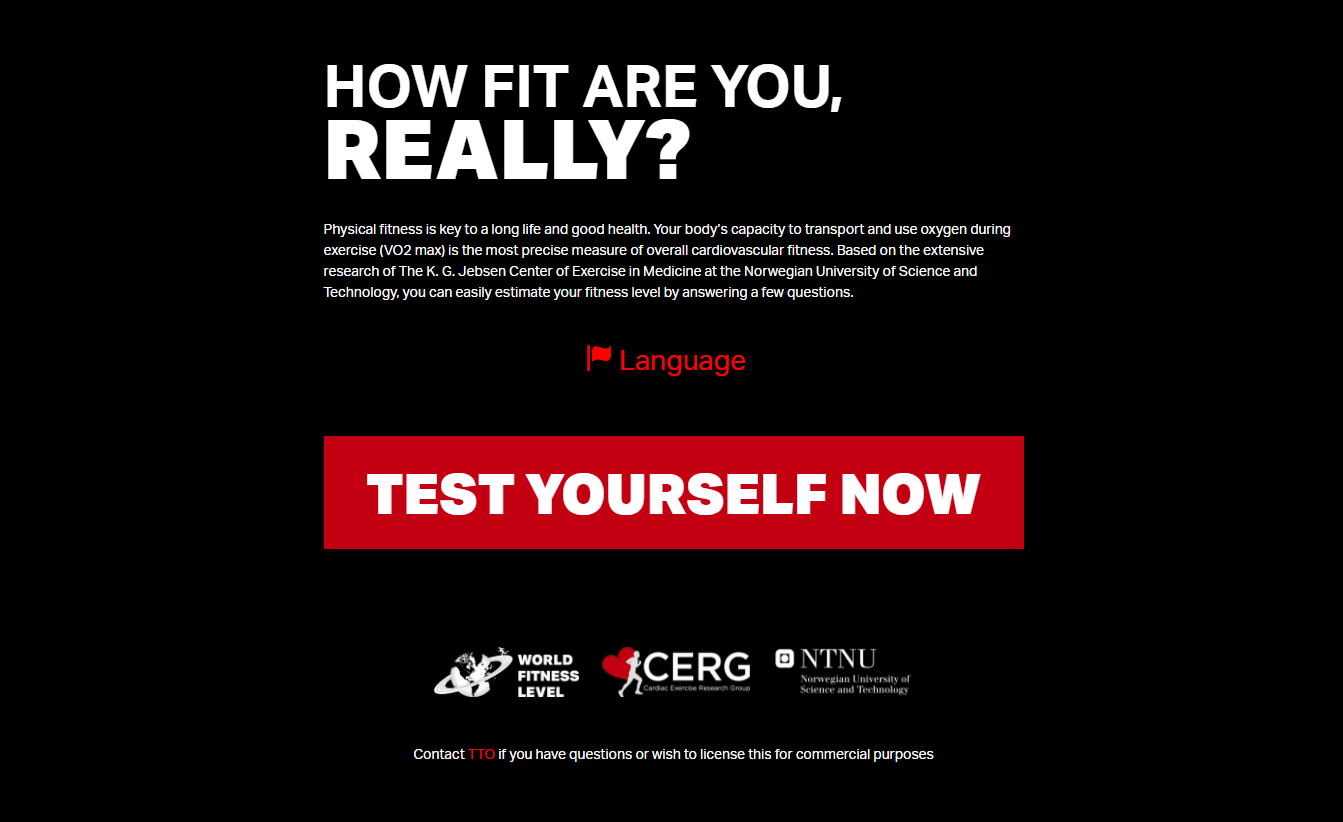 HOW FIT ARE YOU,
REALLY?
Physical fitness is key to a long life and good health. Your body's capacity to transport and use oxygen during
exercise (VO2 max) is the most precise measure of overall cardiovascular fitness. Based on the extensive
research of The K. G. Jebsen Center of Exercise in Medicine at the Norwegian University of Science and
Technology, you can easily estimate your fitness level by answering a few questions.
Language
TEST YOURSELF NOW
WORLD
FITNESS
LEVEL
CERG
Cardiac Exercise Research Group
NTNU
Norwegian University of
Science and Technology
Contact TTO if you have questions or wish to license this for commercial purposes